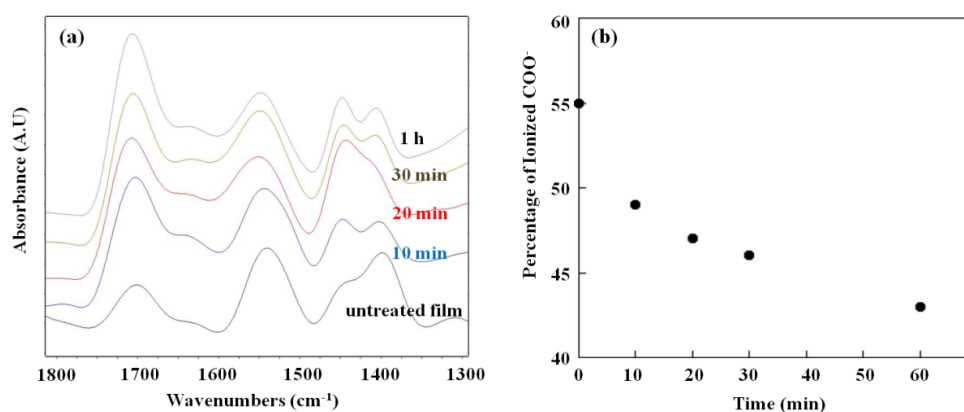 (a)
Absorbance (A.U)
1 h
30 min
20 min
10 min
untreated film
1800 1700 1600 1500 1400 1300
Wavenumbers (cm⁻¹)
(b)
Percentage of Ionized COO⁻
60
55
50
45
40
0 10 20 30 40 50 60
Time (min)